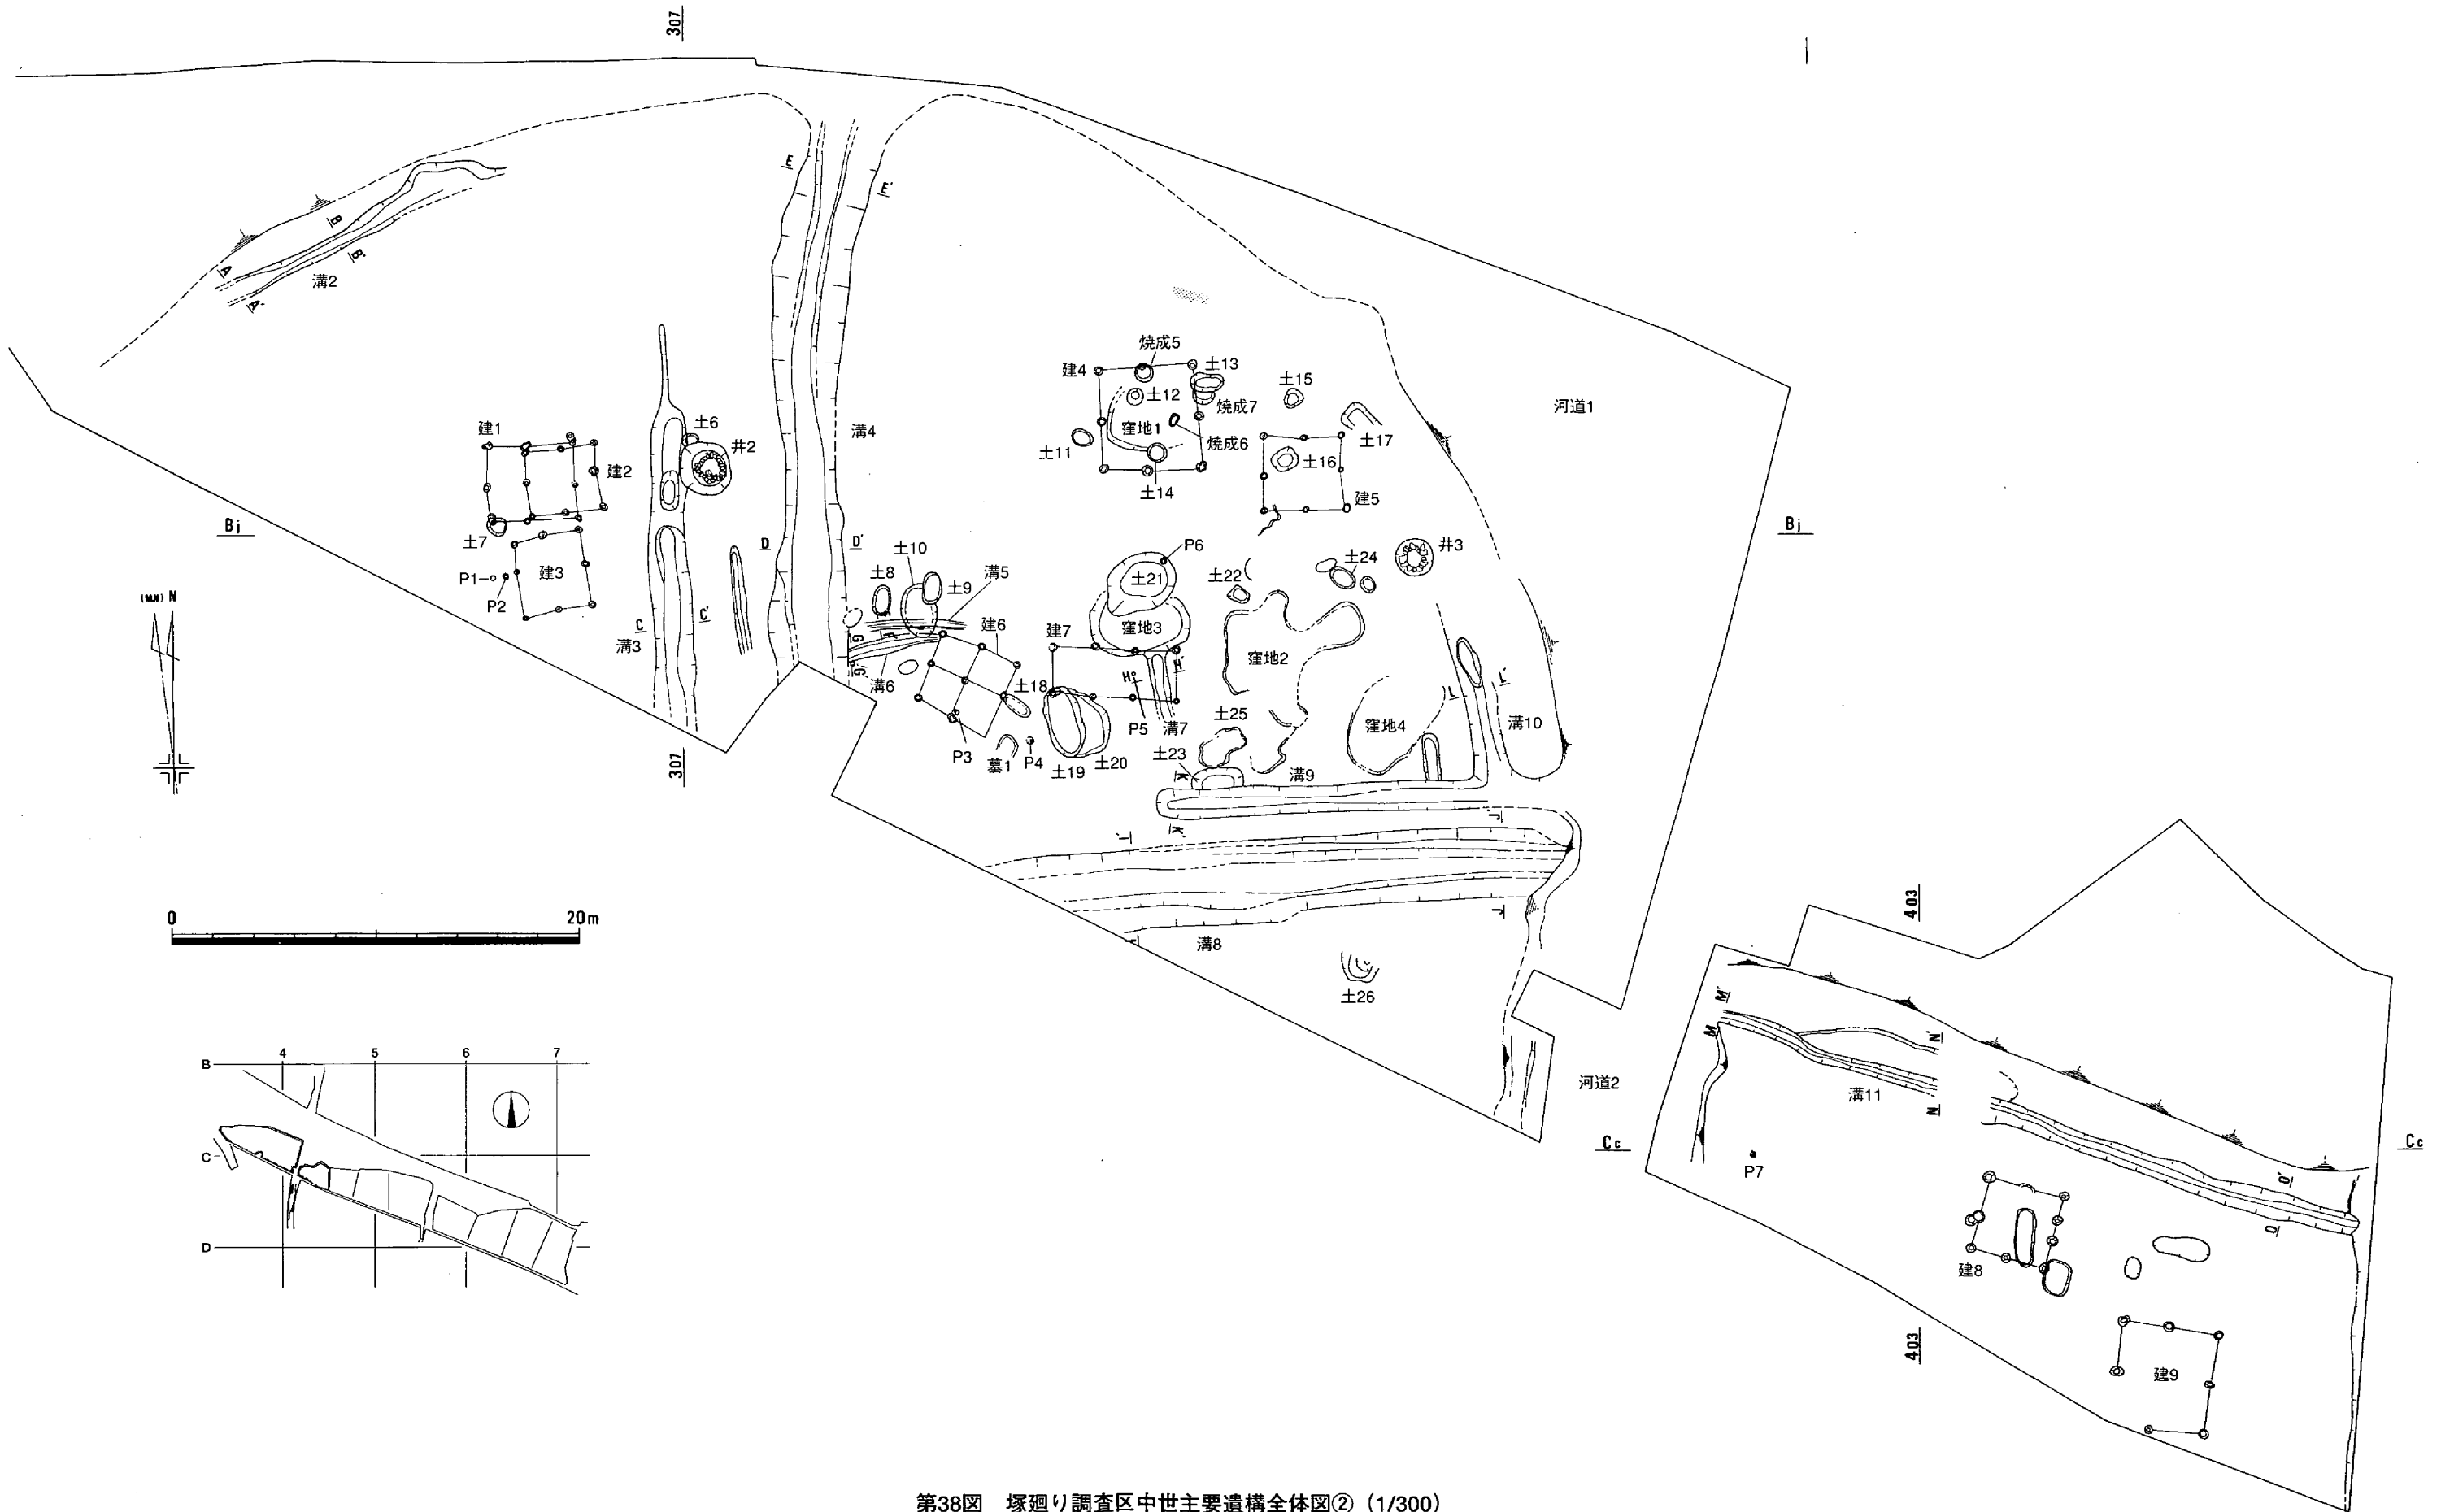 307
E
E'
B
B'
A
A'
溝2
焼成5
建4
土13
土12
土15
焼成7
河道1
窪地1
焼成6
土17
土11
土16
土14
建5
建1
土6
井2
建2
溝4
Bj
Bj
土7
D
D'
土10
P6
井3
土24
P1
建3
P2
土8
土9
溝5
土21
土22
(M.N) N
C
C'
溝3
F
F'
G
G'
建6
建7
窪地3
窪地2
溝6
土18
H
H'
L
L'
P3
墓1
P4
土19
土20
P5
溝7
土25
窪地4
溝10
307
土23
K
K'
溝9
I
J
0 20m
I'
溝8
J'
403
土26
M'
M
N'
N
溝11
河道2
Cc
Cc
P7
O'
O
建8
403
建9
4 5 6 7
B
C
D
第38図 塚廻り調査区中世主要遺構全体図②（1/300）